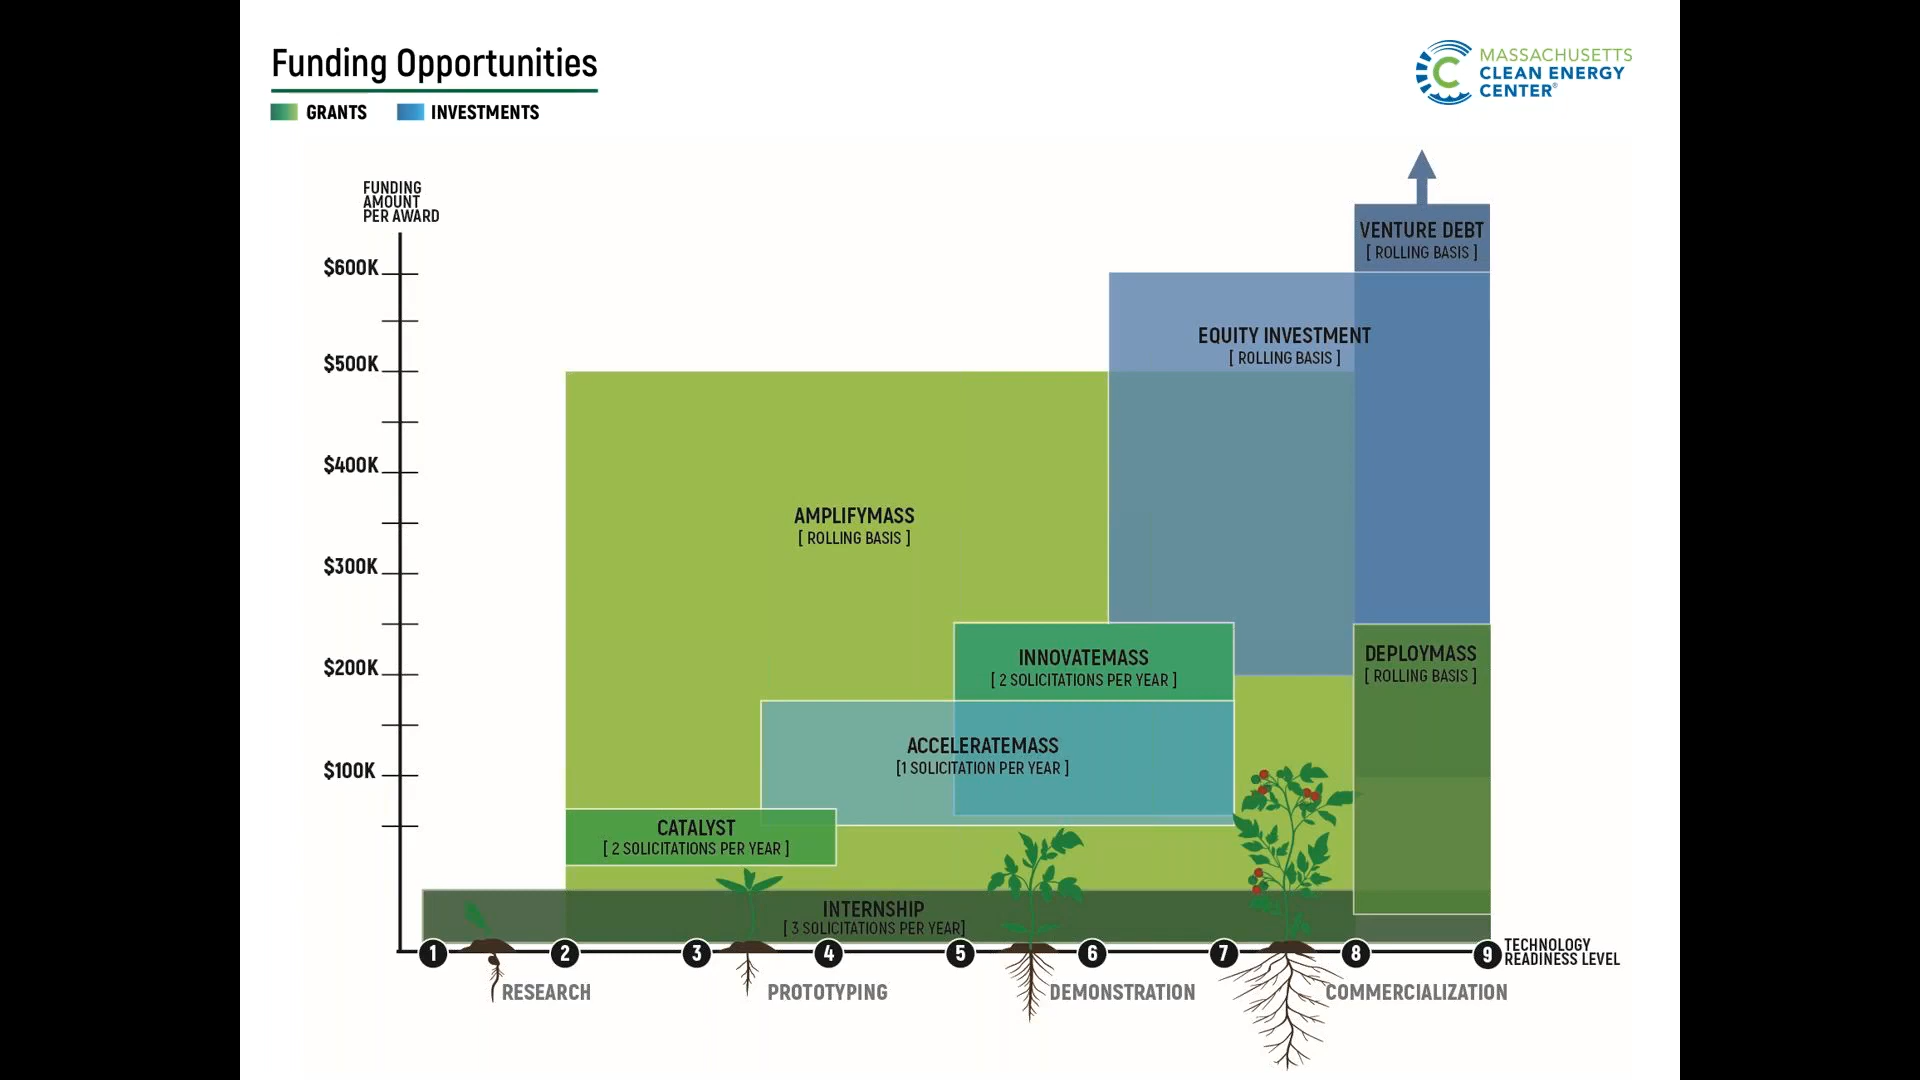 Funding Opportunities
GRANTS
INVESTMENTS
MASSACHUSETTS
CLEAN ENERGY
CENTER®
FUNDING
AMOUNT
PER AWARD
$600K
$500K
$400K
$300K
$200K
$100K
VENTURE DEBT
[ ROLLING BASIS ]
EQUITY INVESTMENT
[ ROLLING BASIS ]
AMPLIFYMASS
[ ROLLING BASIS ]
INNOVATEMASS
[ 2 SOLICITATIONS PER YEAR ]
DEPLOYMASS
[ ROLLING BASIS ]
ACCELERATEMASS
[1 SOLICITATION PER YEAR ]
CATALYST
[ 2 SOLICITATIONS PER YEAR ]
INTERNSHIP
[ 3 SOLICITATIONS PER YEAR]
1 2 3 4 5 6 7 8 9
TECHNOLOGY
READINESS LEVEL
RESEARCH
PROTOTYPING
DEMONSTRATION
COMMERCIALIZATION